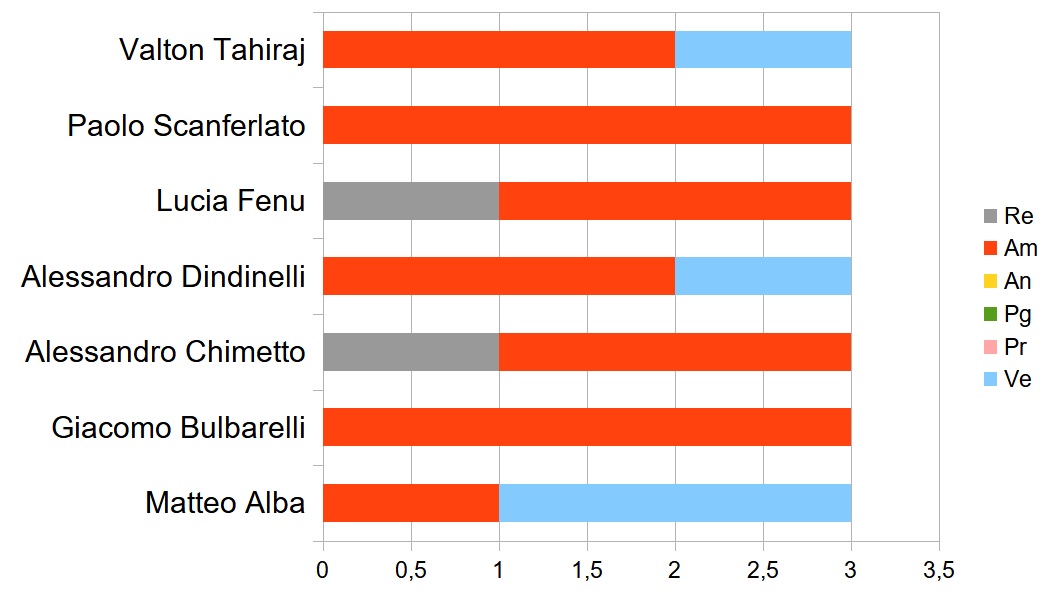 Valton Tahiraj
Paolo Scanferlato
Lucia Fenu
Alessandro Dindinelli
Alessandro Chimetto
Giacomo Bulbarelli
Matteo Alba
0 0,5 1 1,5 2 2,5 3 3,5
Re
Am
An
Pg
Pr
Ve